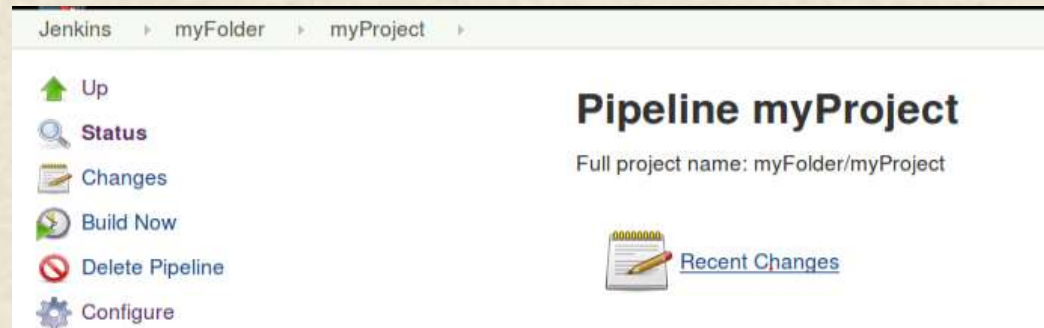 Jenkins myFolder myProject
Up
Status
Changes
Build Now
Delete Pipeline
Configure
Pipeline myProject
Full project name: myFolder/myProject
Recent Changes